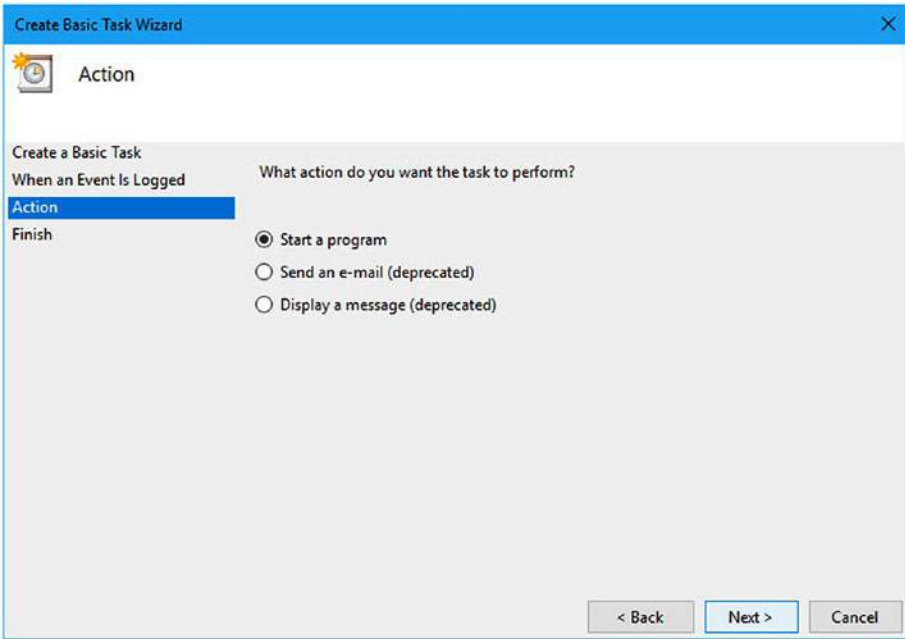 Create Basic Task Wizard
Action
Create a Basic Task
When an Event Is Logged
Action
Finish
What action do you want the task to perform?
Start a program
Send an e-mail (deprecated)
Display a message (deprecated)
< Back
Next >
Cancel